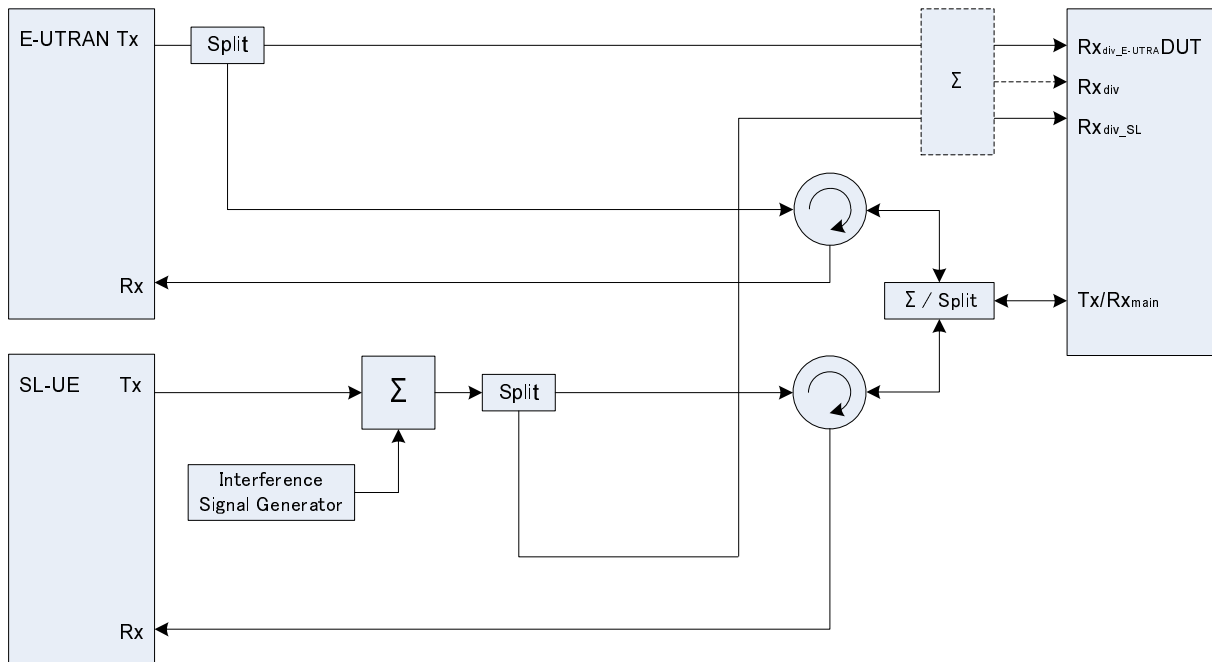 E-UTRAN Tx
Split
Σ
Rxdiv_E-UTRA DUT
Rxdiv
Rxdiv_SL
Rx
Σ / Split
Tx/Rxmain
SL-UE Tx
Σ
Split
Interference
Signal Generator
Rx